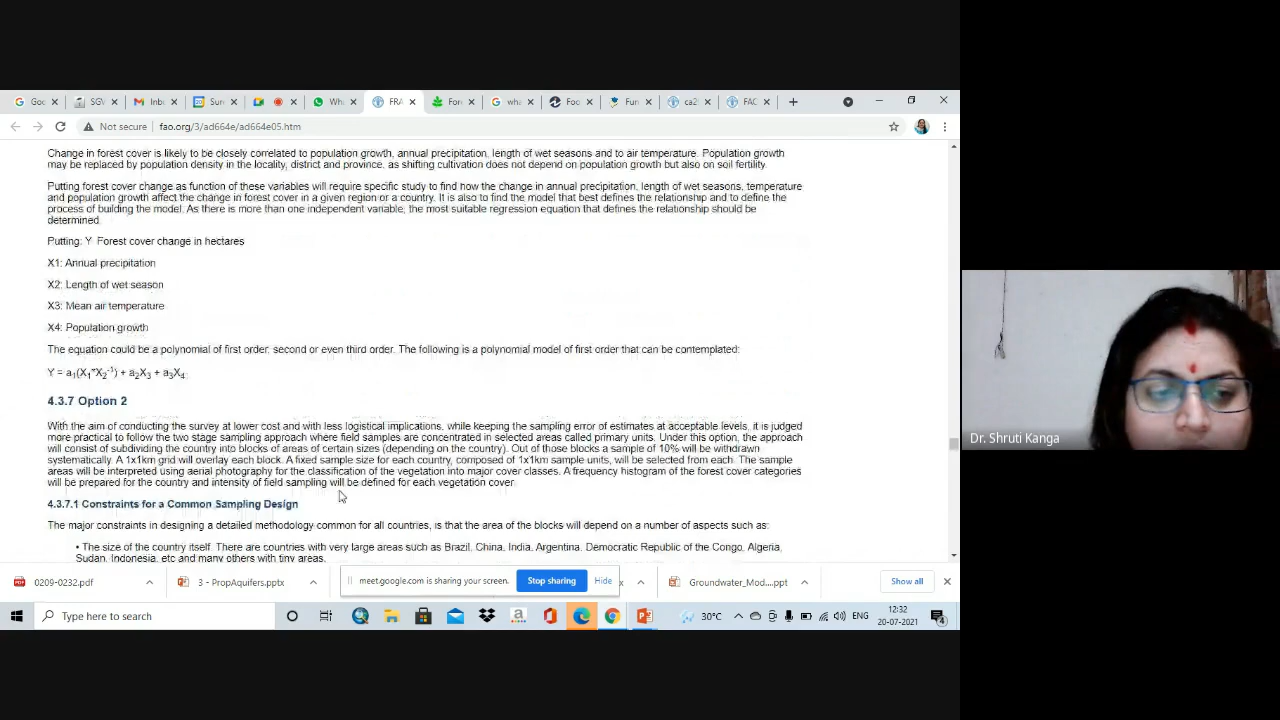 Goo
SGV
Inbo
Sun
Wha
FRA
Fore
wha
Foo
Fun
ca2
FAC
Not secure
fao.org/3/ad664e/ad664e05.htm
Change in forest cover is likely to be closely correlated to population growth, annual precipitation, length of wet seasons and to air temperature. Population growth
may be replaced by population density in the locality, district and province, as shifting cultivation does not depend on population growth but also on soil fertility.
Putting forest cover change as function of these variables will require specific study to find how the change in annual precipitation, length of wet seasons, temperature
and population growth affect the change in forest cover in a given region or a country. It is also to find the model that best defines the relationship and to define the
process of building the model. As there is more than one independent variable, the most suitable regression equation that defines the relationship should be
determined.
Putting: Y Forest cover change in hectares
X1: Annual precipitation
X2: Length of wet season
X3: Mean air temperature
X4: Population growth
The equation could be a polynomial of first order, second or even third order. The following is a polynomial model of first order that can be contemplated:
Y = a1(X1*X2-1) + a2X3 + a3X4
4.3.7 Option 2
With the aim of conducting the survey at lower cost and with less logistical implications, while keeping the sampling error of estimates at acceptable levels, it is judged
more practical to follow the two stage sampling approach where field samples are concentrated in selected areas called primary units. Under this option, the approach
will consist of subdividing the country into blocks of areas of certain sizes (depending on the country). Out of those blocks a sample of 10% will be withdrawn
systematically. A 1x1km grid will overlay each block. A fixed sample size for each country, composed of 1x1km sample units, will be selected from each. The sample
areas will be interpreted using aerial photography for the classification of the vegetation into major cover classes. A frequency histogram of the forest cover categories
will be prepared for the country and intensity of field sampling will be defined for each vegetation cover.
4.3.7.1 Constraints for a Common Sampling Design
The major constraints in designing a detailed methodology common for all countries, is that the area of the blocks will depend on a number of aspects such as:
• The size of the country itself. There are countries with very large areas such as Brazil, China, India, Argentina, Democratic Republic of the Congo, Algeria,
Sudan, Indonesia, etc and many others with tiny areas.
Dr. Shruti Kanga
0209-0232.pdf
3 - PropAquifers.pptx
meet.google.com is sharing your screen.
Stop sharing
Hide
Groundwater_Mod....ppt
Show all
Type here to search
30°C
ENG
12:32
20-07-2021
4